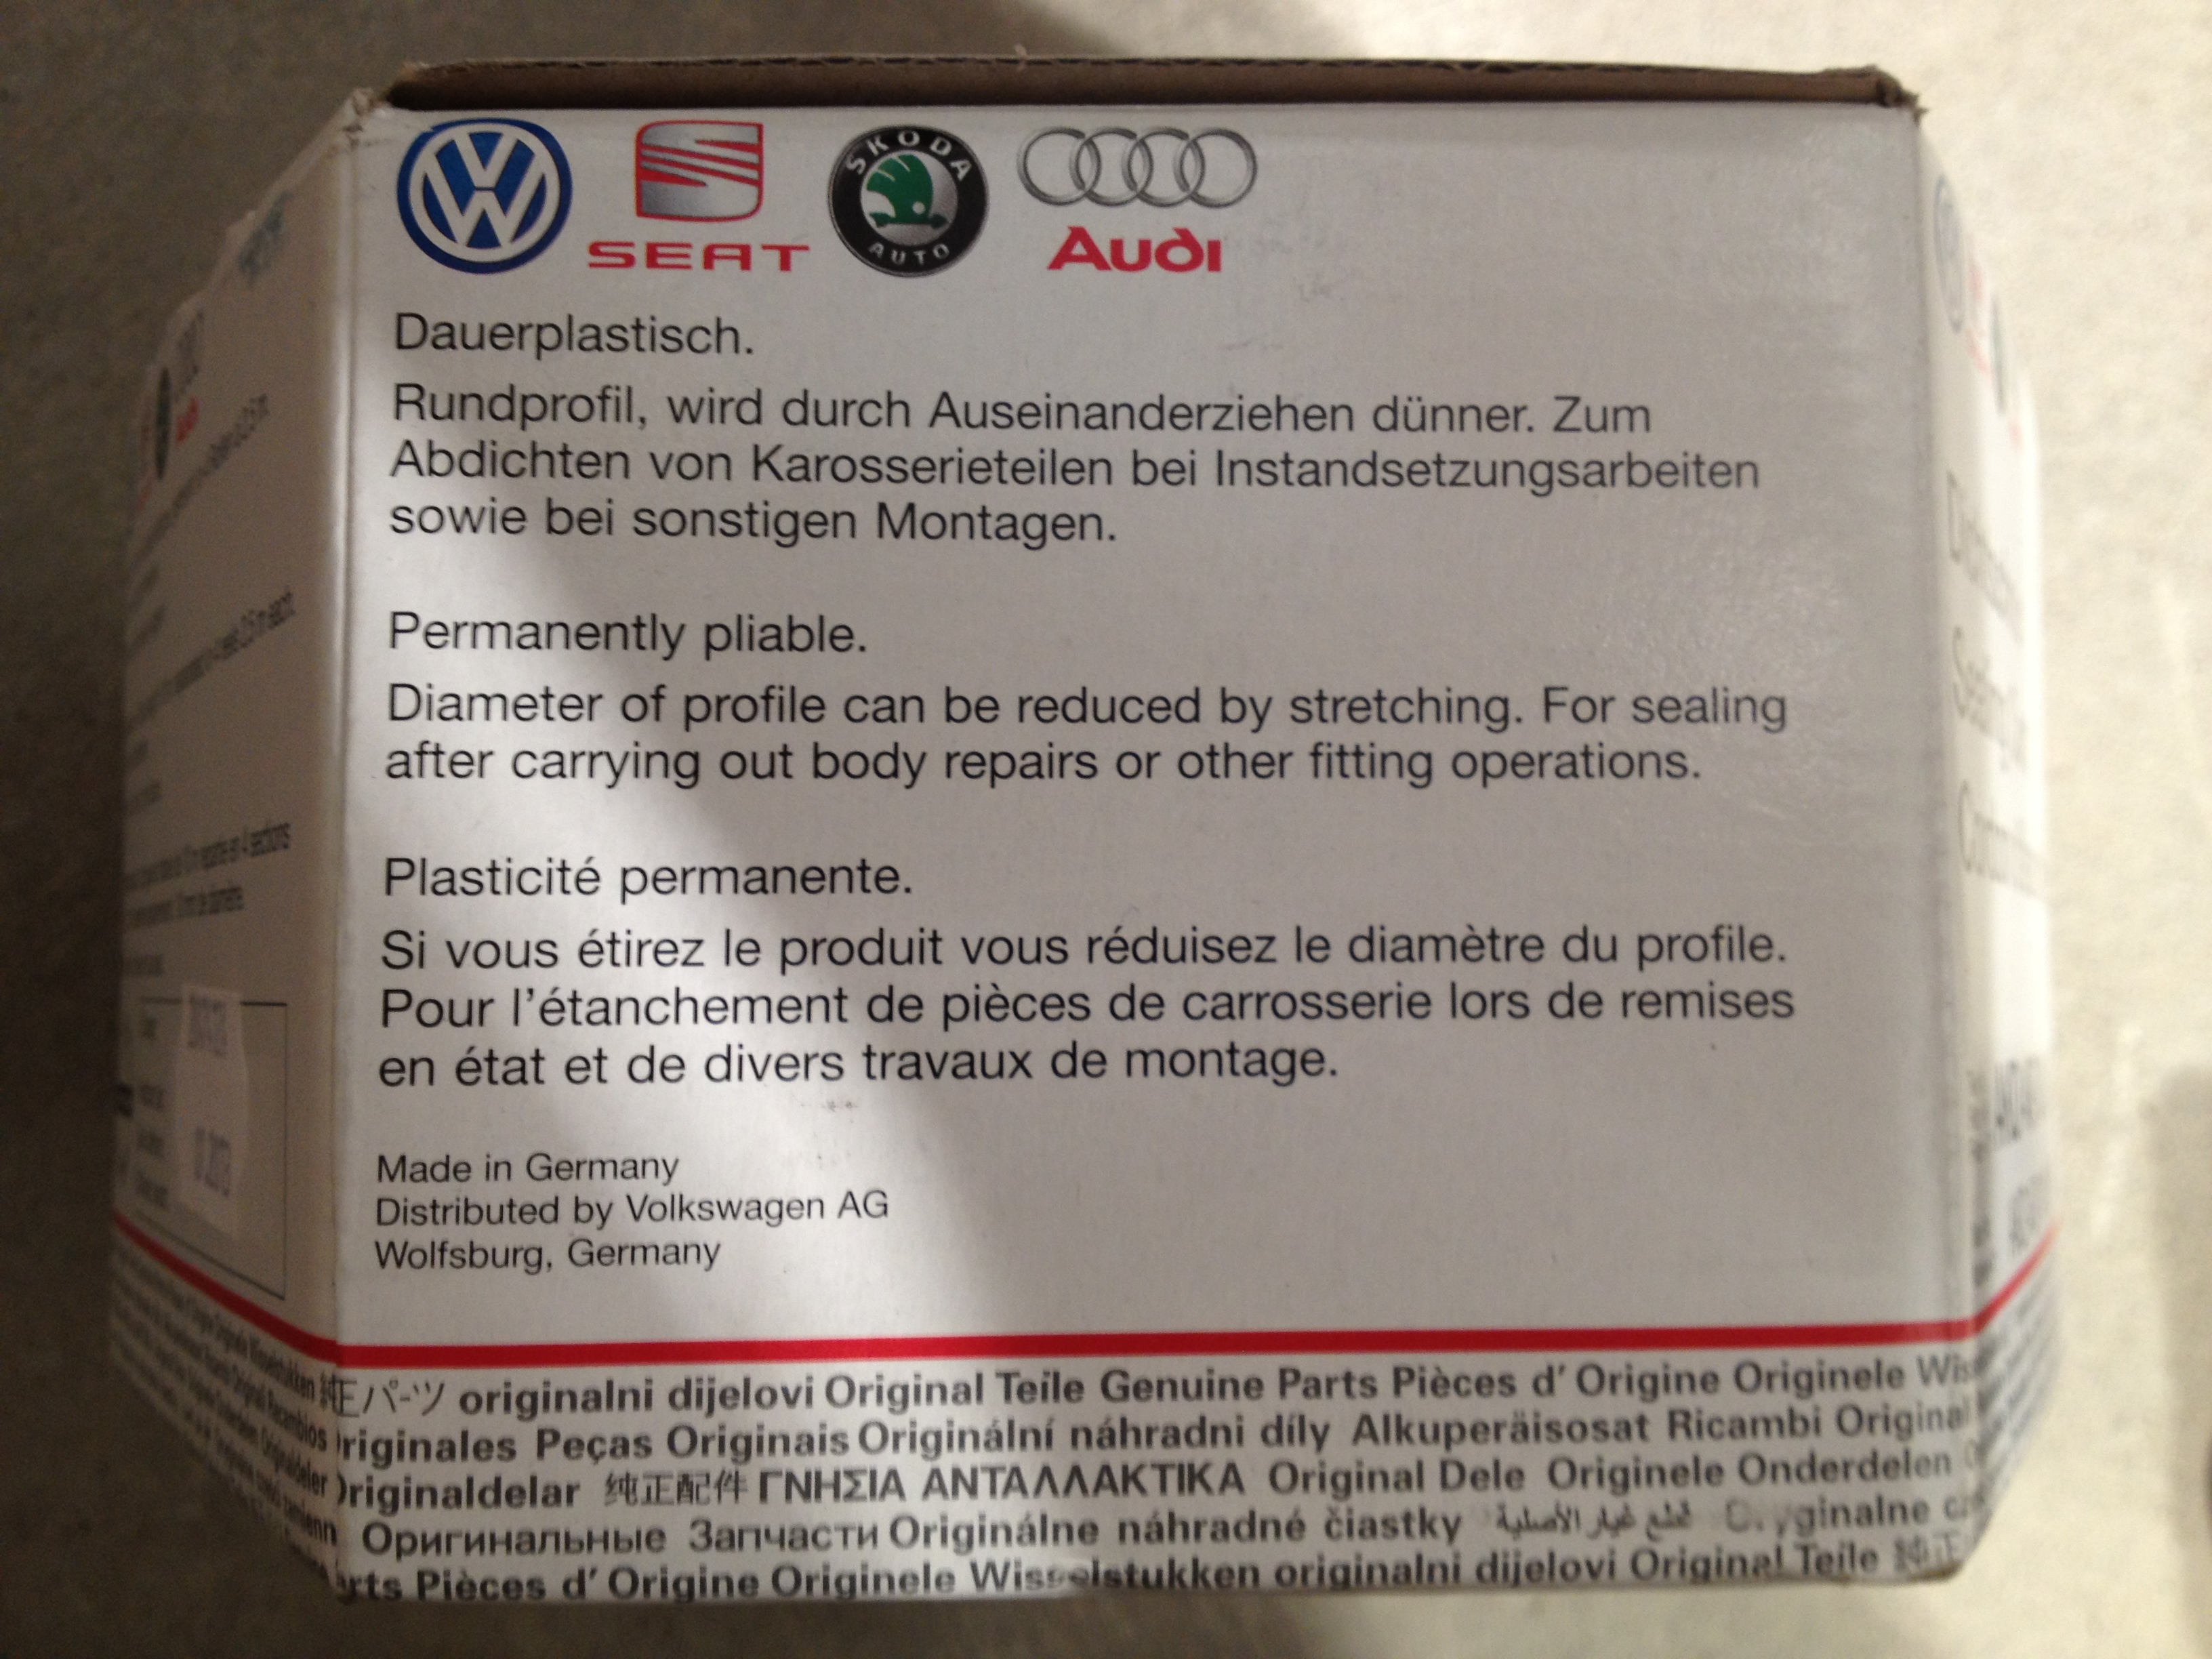 SEAT
SKODA
AUTO
Audi
Dauerplastisch.
Rundprofil, wird durch Auseinanderziehen dünner. Zum
Abdichten von Karosserieteilen bei Instandsetzungsarbeiten
sowie bei sonstigen Montagen.
Permanently pliable.
Diameter of profile can be reduced by stretching. For sealing
after carrying out body repairs or other fitting operations.
Plasticité permanente.
Si vous étirez le produit vous réduisez le diamètre du profile.
Pour l'étanchement de pièces de carrosserie lors de remises
en état et de divers travaux de montage.
Made in Germany
Distributed by Volkswagen AG
Wolfsburg, Germany
純正パーツ originalni dijelovi Original Teile Genuine Parts Pièces d' Origine Originele
Peças Originais Originální náhradni díly Alkuperäisosat Ricambi
纯正配件 ΓΝΗΣΙΑ ΑΝΤΑΛΛΑΚΤΙΚΑ Original Dele Originele Onderdelen
Оригинальные Запчасти Originálne náhradné čiastky قطع غيار الأصلية
Pièces d' Origine Originele Wisselstukken originalni dijelovi Original Teile